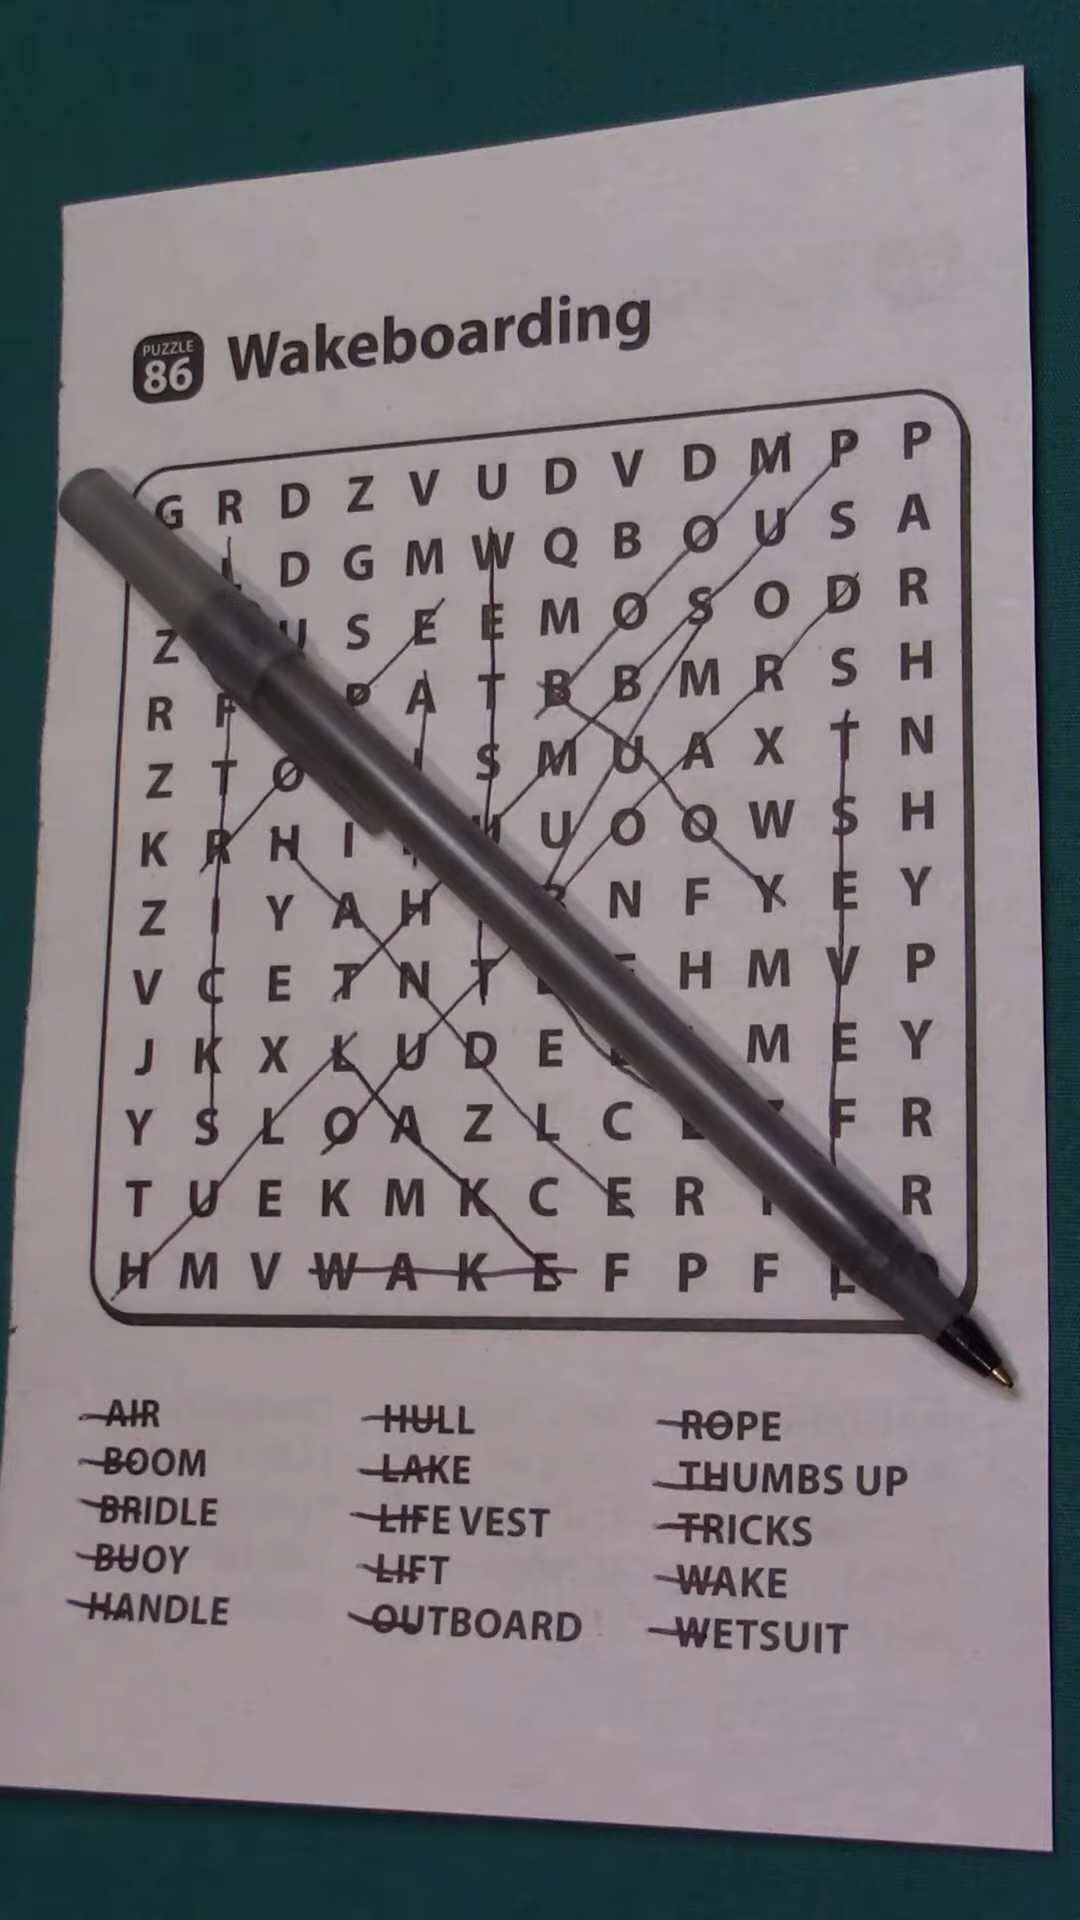 PUZZLE
86
Wakeboarding
G R D Z V U D V D M P P
L D G M W Q B O U S A
Z U S E E M O S O D R
R F P A T B B M R S H
Z T O S M U A X T N
K R H I U O O W S H
Z I Y A H N F Y E Y
V C E T N T H M V P
J K X L U D E M E Y
Y S L O A Z L C F R
T U E K M K C E R R
H M V W A K E F P F L
AIR
BOOM
BRIDLE
BUOY
HANDLE
HULL
LAKE
LIFE VEST
LIFT
OUTBOARD
ROPE
THUMBS UP
TRICKS
WAKE
WETSUIT